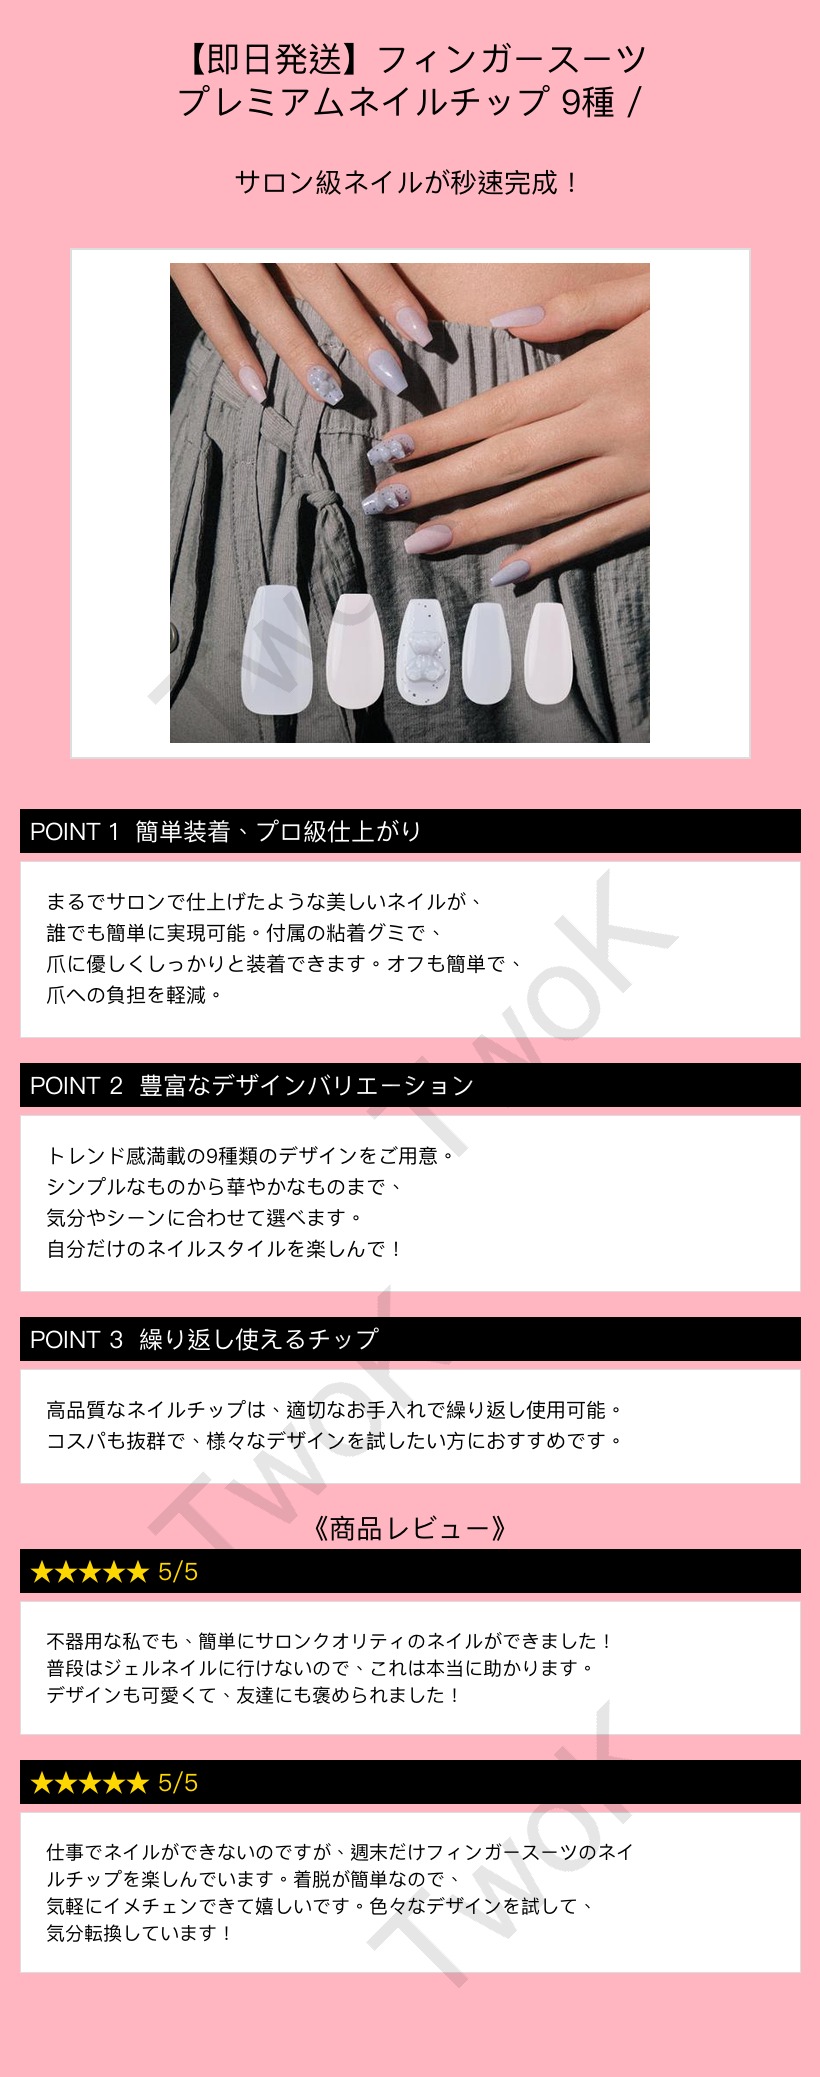 【即日発送】フィンガースーツ
プレミアムネイルチップ 9種 /
サロン級ネイルが秒速完成！
TwoK
POINT 1 簡単装着、プロ級仕上がり
まるでサロンで仕上げたような美しいネイルが、
誰でも簡単に実現可能。付属の粘着グミで、
爪に優しくしっかりと装着できます。オフも簡単で、
爪への負担を軽減。
TwoK
POINT 2 豊富なデザインバリエーション
トレンド感満載の9種類のデザインをご用意。
シンプルなものから華やかなものまで、
気分やシーンに合わせて選べます。
自分だけのネイルスタイルを楽しんで！
POINT 3 繰り返し使えるチップ
高品質なネイルチップは、適切なお手入れで繰り返し使用可能。
コスパも抜群で、様々なデザインを試したい方におすすめです。
TwoK
《商品レビュー》
★★★★★ 5/5
不器用な私でも、簡単にサロンクオリティのネイルができました！
普段はジェルネイルに行けないので、これは本当に助かります。
デザインも可愛くて、友達にも褒められました！
★★★★★ 5/5
仕事でネイルができないのですが、週末だけフィンガースーツのネイ
ルチップを楽しんでいます。着脱が簡単なので、
気軽にイメチェンできて嬉しいです。色々なデザインを試して、
気分転換しています！
TwoK